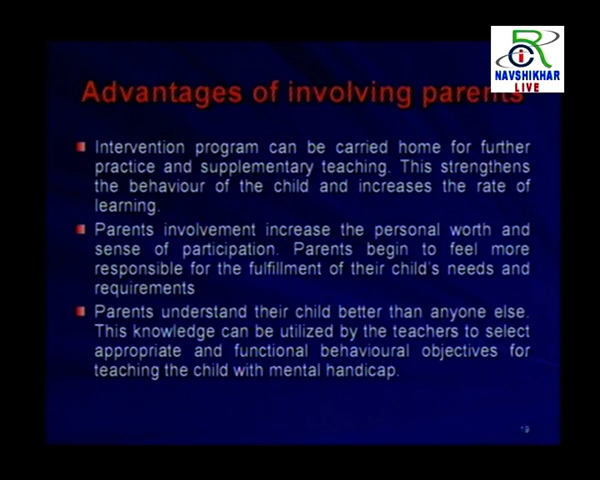 NAVSHIKHAR
LIVE
Advantages of involving parents
Intervention program can be carried home for further
practice and supplementary teaching. This strengthens
the behaviour of the child and increases the rate of
learning.
Parents involvement increase the personal worth and
sense of participation. Parents begin to feel more
responsible for the fulfillment of their child's needs and
requirements
Parents understand their child better than anyone else.
This knowledge can be utilized by the teachers to select
appropriate and functional behavioural objectives for
teaching the child with mental handicap.